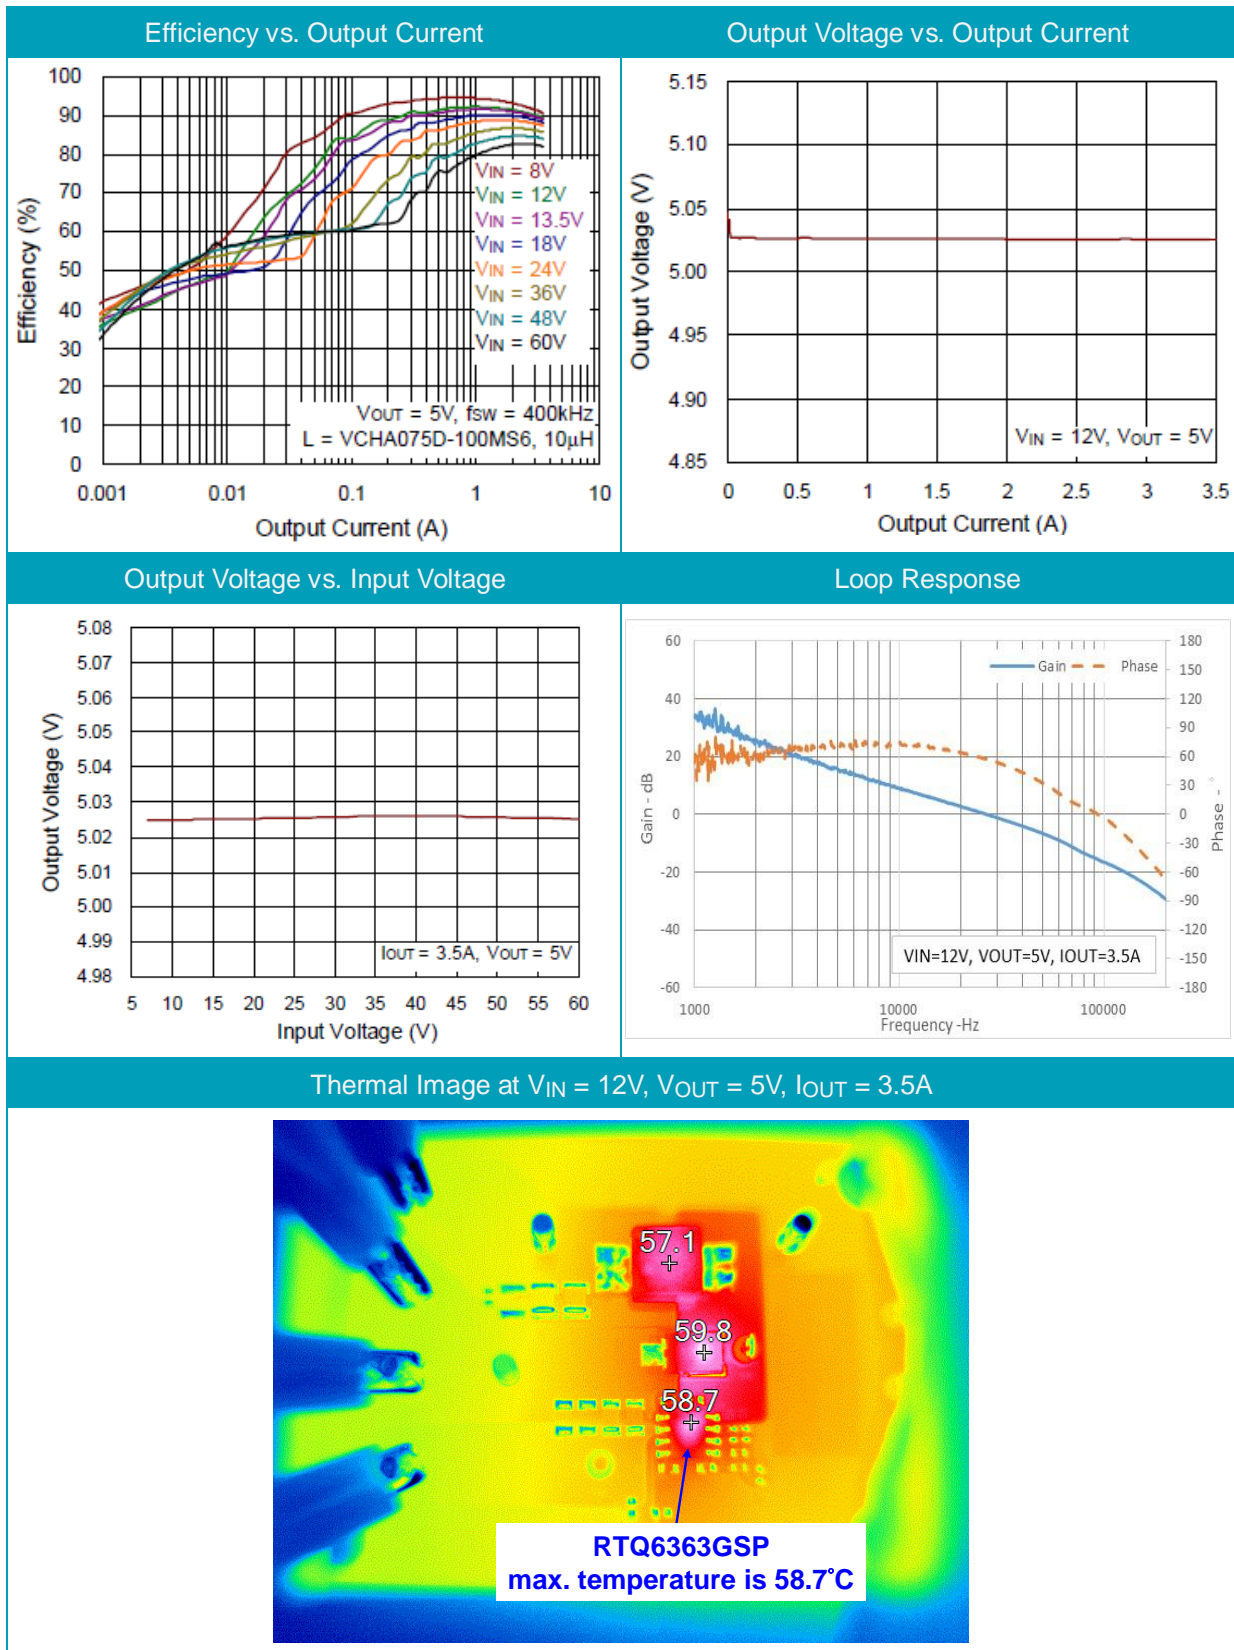 Efficiency vs. Output Current
100
90
80
70
60
50
40
30
20
10
0
Efficiency (%)
VIN = 8V
VIN = 12V
VIN = 13.5V
VIN = 18V
VIN = 24V
VIN = 36V
VIN = 48V
VIN = 60V
VOUT = 5V, fsw = 400kHz
L = VCHA075D-100MS6, 10μH
0.001 0.01 0.1 1 10
Output Current (A)
Output Voltage vs. Output Current
5.15
5.10
5.05
5.00
4.95
4.90
4.85
Output Voltage (V)
VIN = 12V, VOUT = 5V
0 0.5 1 1.5 2 2.5 3 3.5
Output Current (A)
Output Voltage vs. Input Voltage
5.08
5.07
5.06
5.05
5.04
5.03
5.02
5.01
5.00
4.99
4.98
Output Voltage (V)
IOUT = 3.5A, VOUT = 5V
5 10 15 20 25 30 35 40 45 50 55 60
Input Voltage (V)
Loop Response
60
40
20
0
-20
-40
-60
Gain - dB
Gain
Phase
180
150
120
90
60
30
0
-30
-60
-90
-120
-150
-180
Phase - °
VIN=12V, VOUT=5V, IOUT=3.5A
1000 10000 100000
Frequency -Hz
Thermal Image at VIN = 12V, VOUT = 5V, IOUT = 3.5A
57.1
59.8
58.7
RTQ6363GSP
max. temperature is 58.7°C